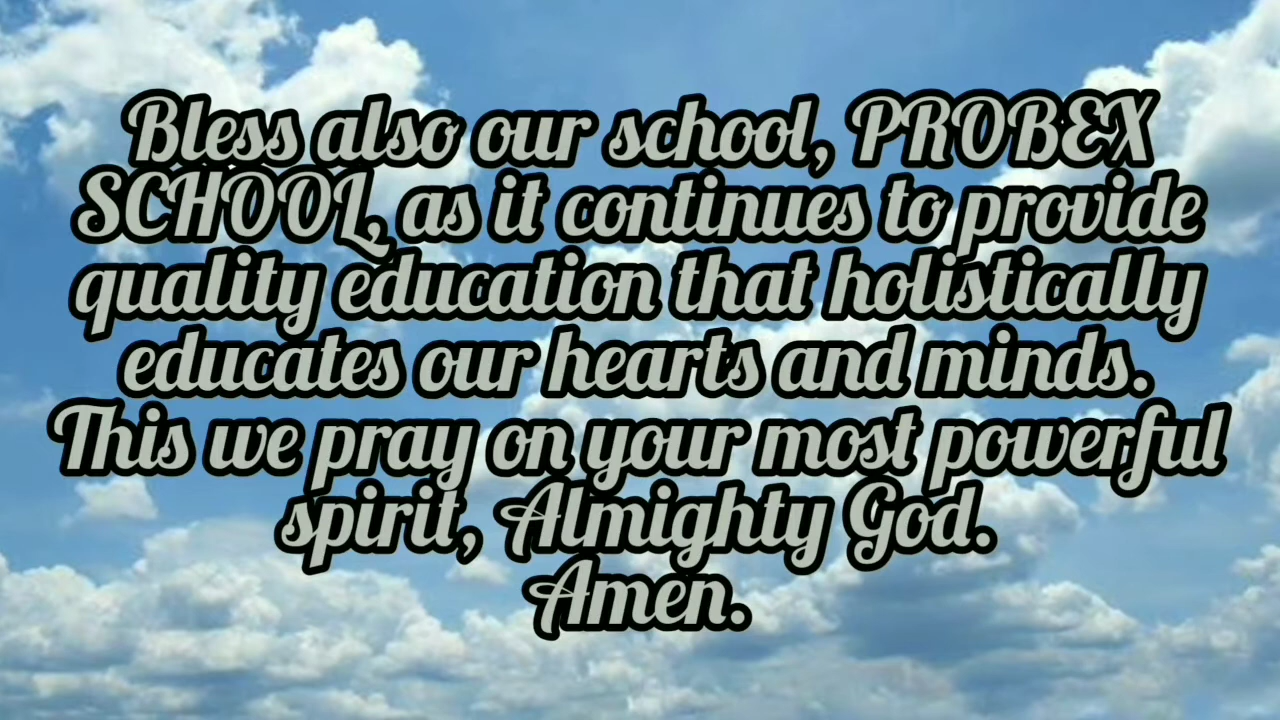 Bless also our school, PROBEX
SCHOOL, as it continues to provide
quality education that holistically
educates our hearts and minds.
This we pray on your most powerful
spirit, Almighty God.
Amen.